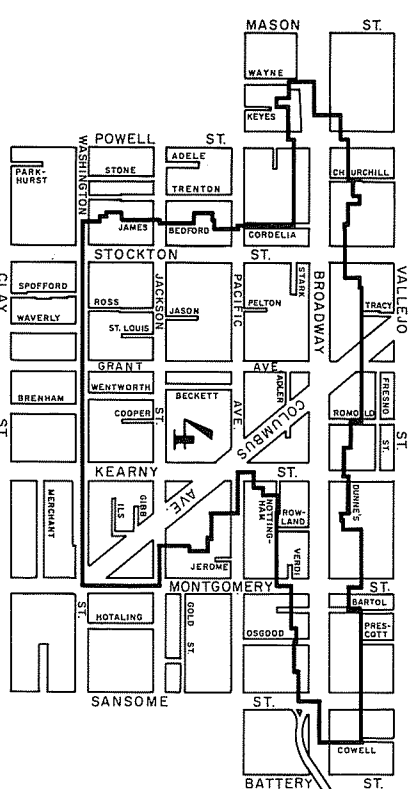 MASON ST.
WAYNE
KEYES
POWELL ST.
WASHINGTON
PARK-
HURST
STONE
ADELE
TRENTON
CHURCHILL
JAMES
BEDFORD
CORDELIA
STOCKTON ST.
CLAY
SPOFFORD
WAVERLY
ROSS
ST. LOUIS
JACKSON
JASON
PACIFIC
PELTON
STARK
BROADWAY
TRACY
VALLEJO
GRANT AVE.
BRENHAM
WENTWORTH
COOPER
ST.
BECKETT
7
AVE.
ADLER
COLUMBUS
ROMOLO
FRESNO
ST.
ST.
ST
KEARNY ST.
MERCHANT
ILS
GIBB
AVE.
NOTTING-
HAM
ROW-
LAND
DUNNE'S
VERDI
JEROME
MONTGOMERY ST.
ST.
HOTALING
GOLD ST.
OSGOOD
BARTOL
PRES-
COTT
SANSOME ST.
COWELL
BATTERY ST.